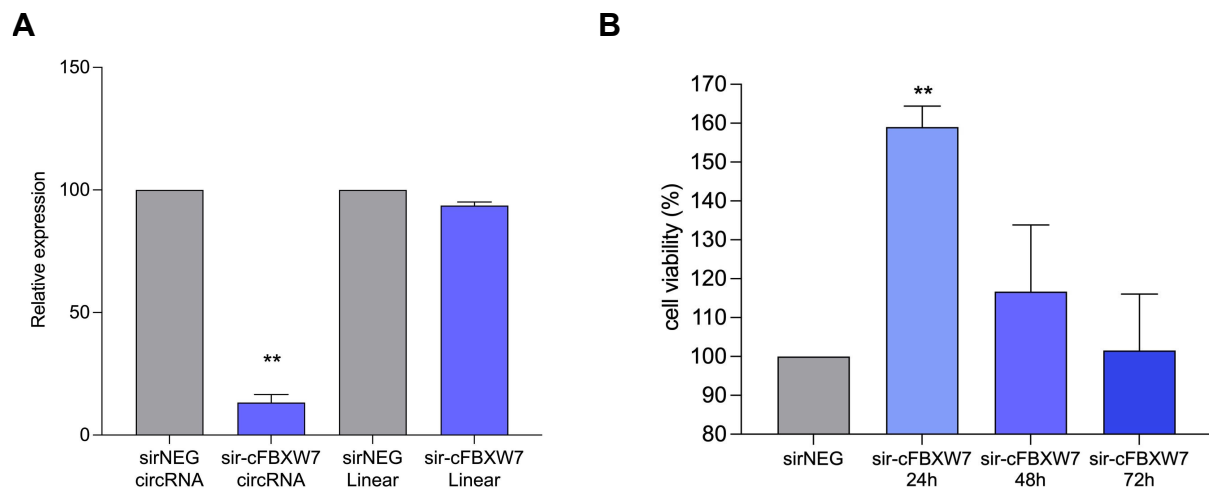 A
Relative expression
150
100
50
0
**
sirNEG circRNA
sir-cFBXW7 circRNA
sirNEG Linear
sir-cFBXW7 Linear
B
cell viability (%)
170
160
150
140
130
120
110
100
90
80
**
sirNEG
sir-cFBXW7 24h
sir-cFBXW7 48h
sir-cFBXW7 72h